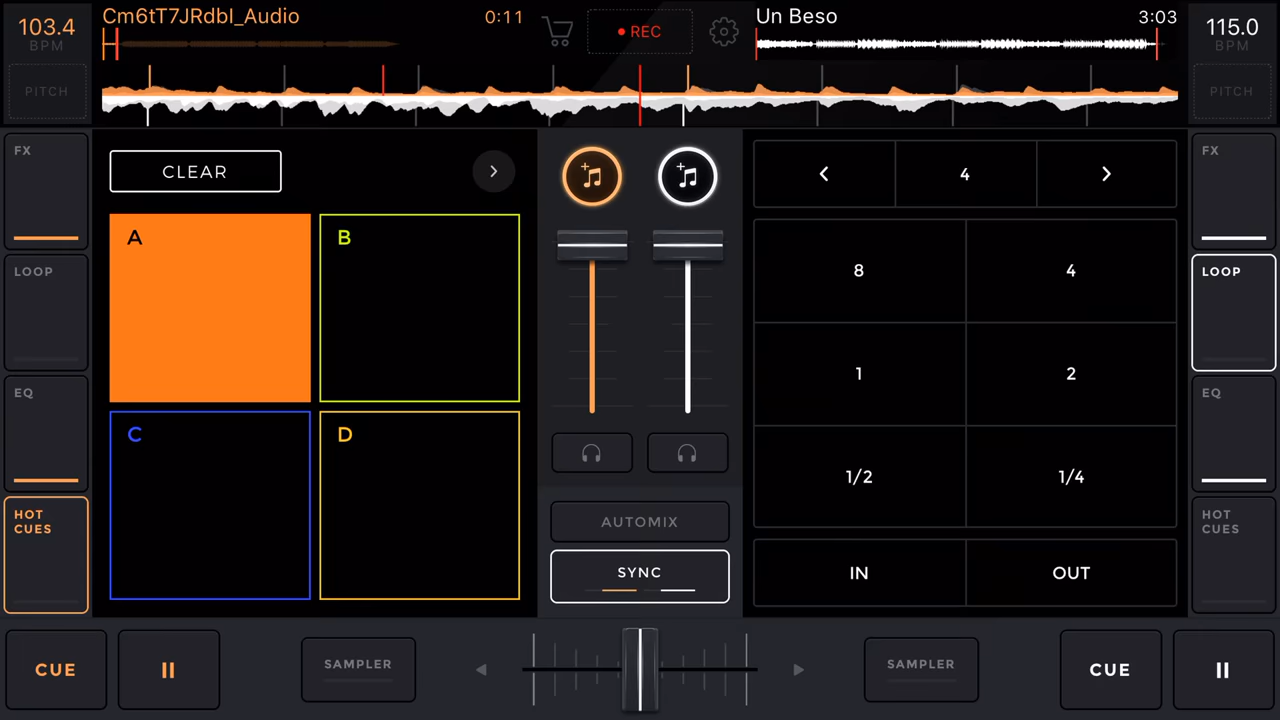 103.4
BPM
Cm6tT7JRdbl_Audio
0:11
REC
Un Beso
3:03
115.0
BPM
PITCH
PITCH
FX
LOOP
EQ
HOT
CUES
CLEAR
A
B
C
D
AUTOMIX
SYNC
4
8
4
1
2
1/2
1/4
IN
OUT
FX
LOOP
EQ
HOT
CUES
CUE
SAMPLER
SAMPLER
CUE